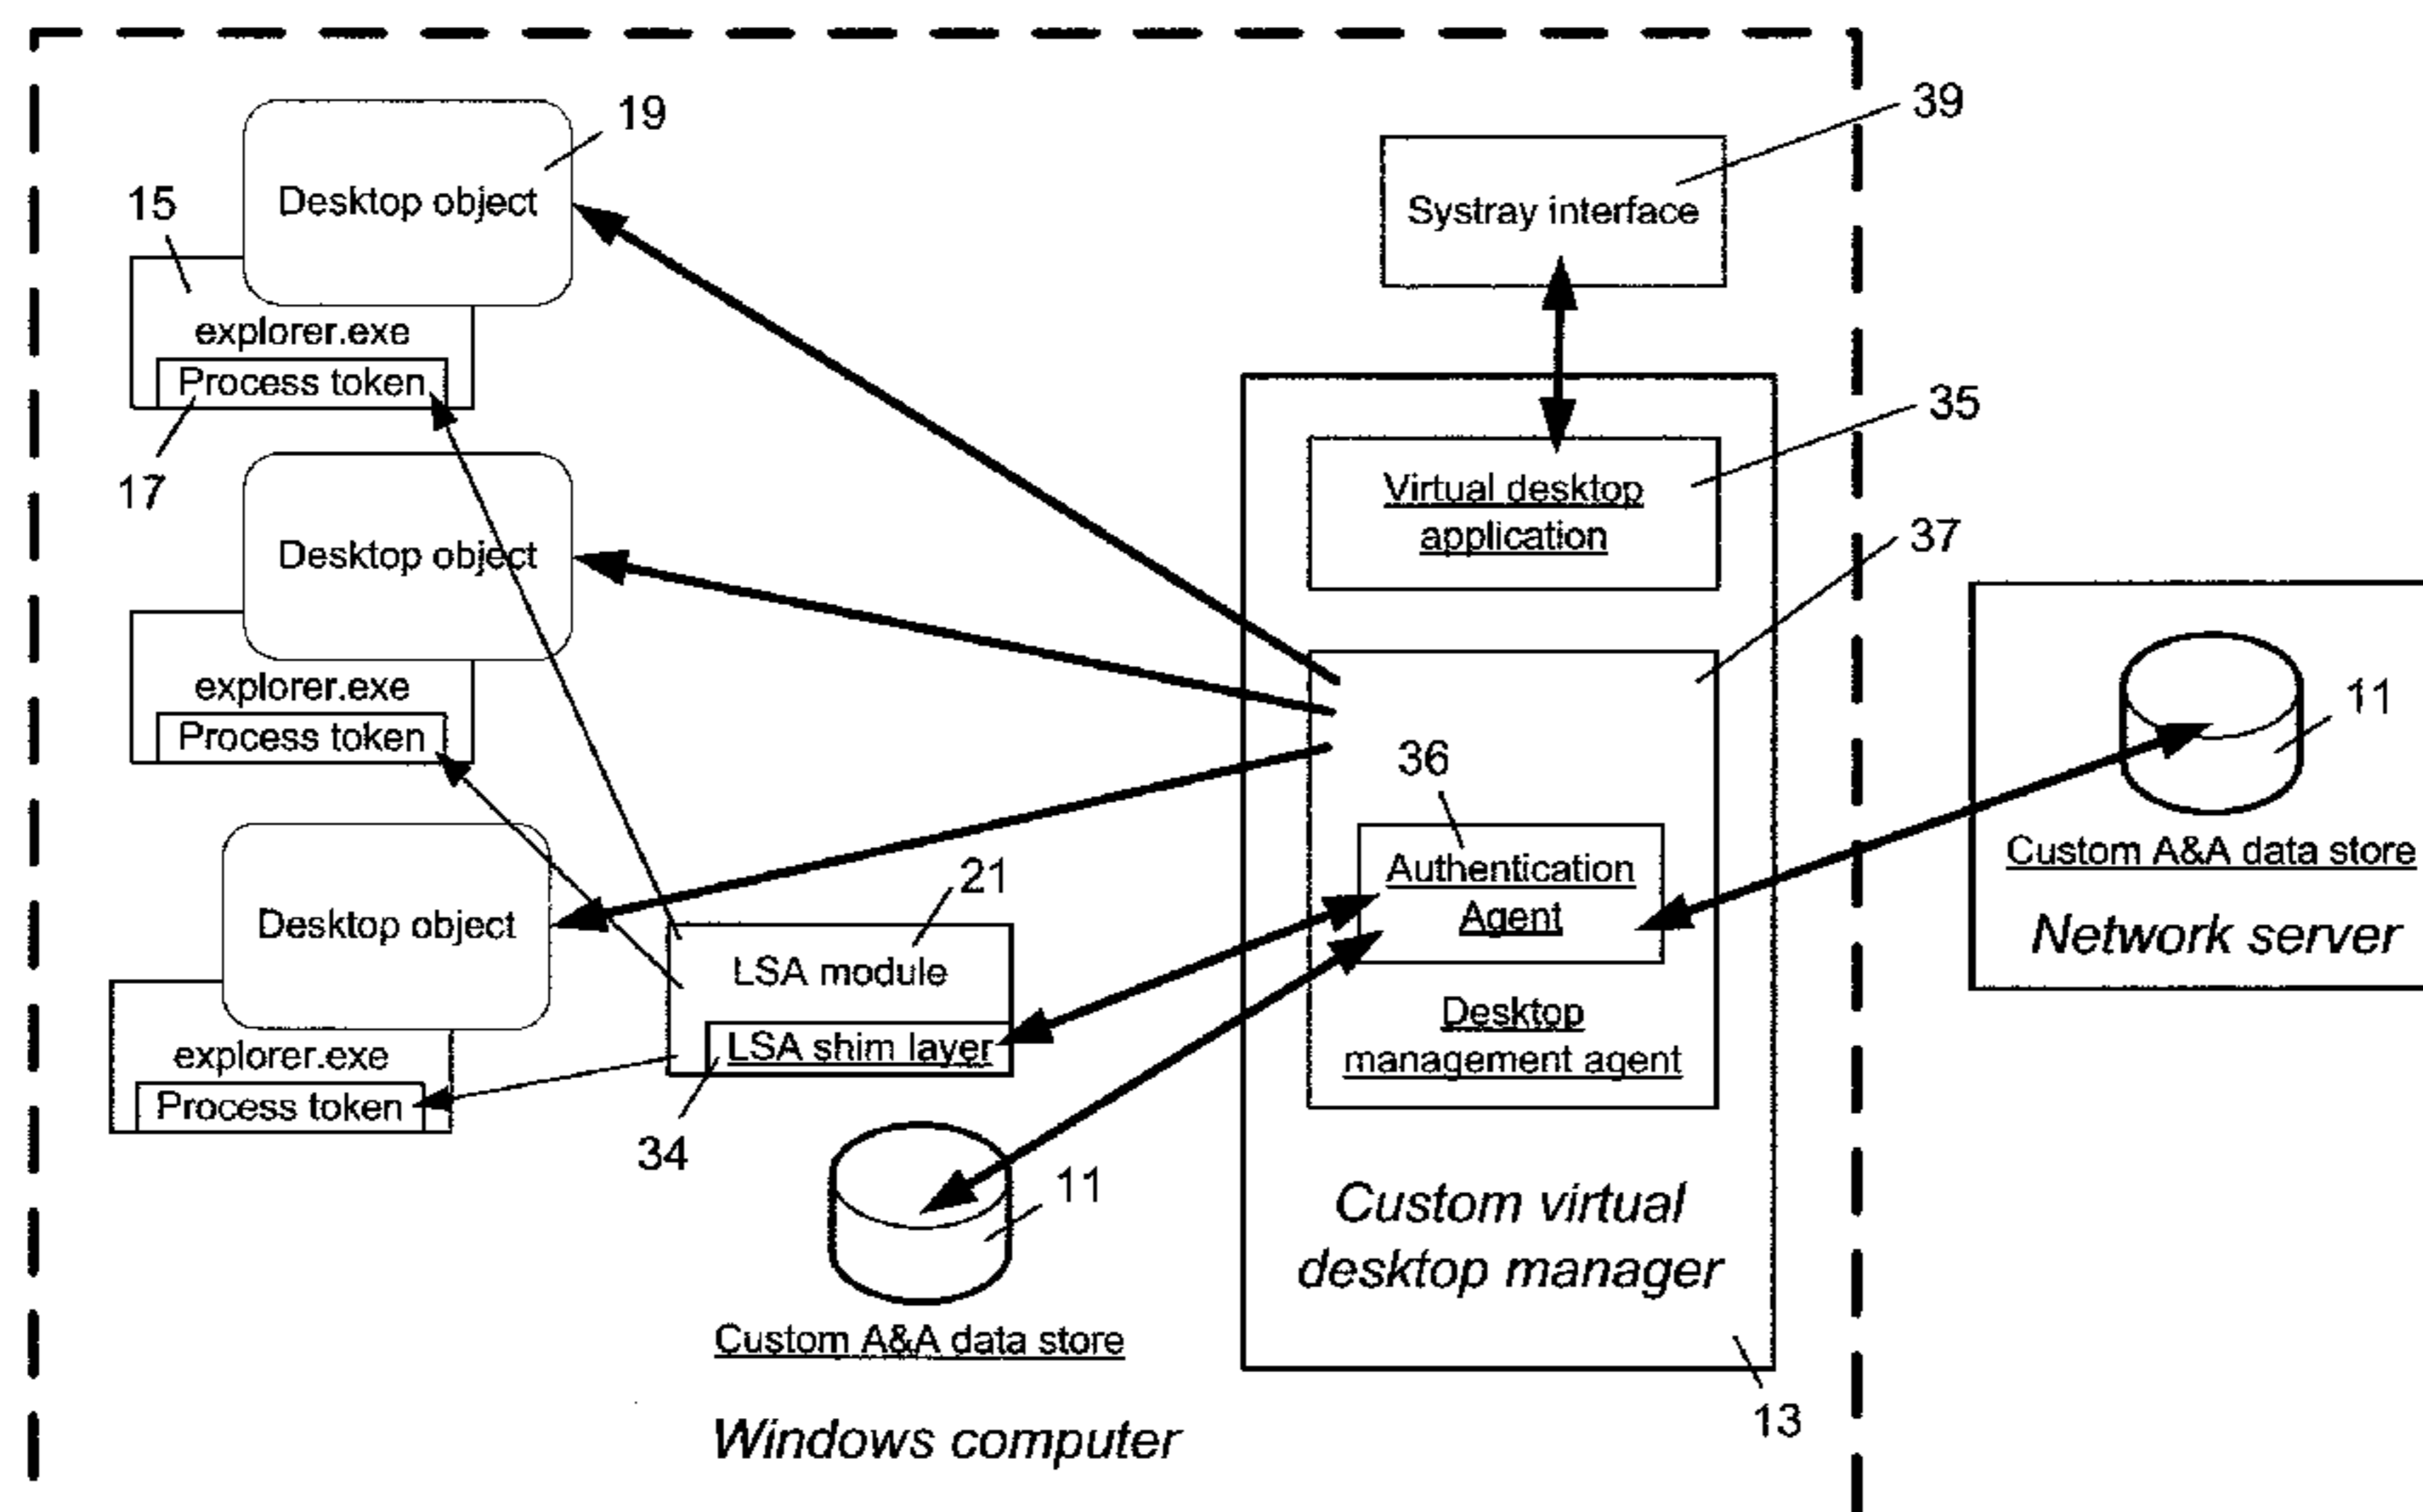 39
19
Desktop object
Systray interface
15
explorer.exe
Process token
17
35
Virtual desktop
application
Desktop object
37
explorer.exe
Process token
11
36
Authentication
Agent
Custom A&A data store
Network server
21
Desktop object
LSA module
LSA shim layer
Desktop
management agent
explorer.exe
Process token
34
11
Custom virtual
desktop manager
Custom A&A data store
13
Windows computer